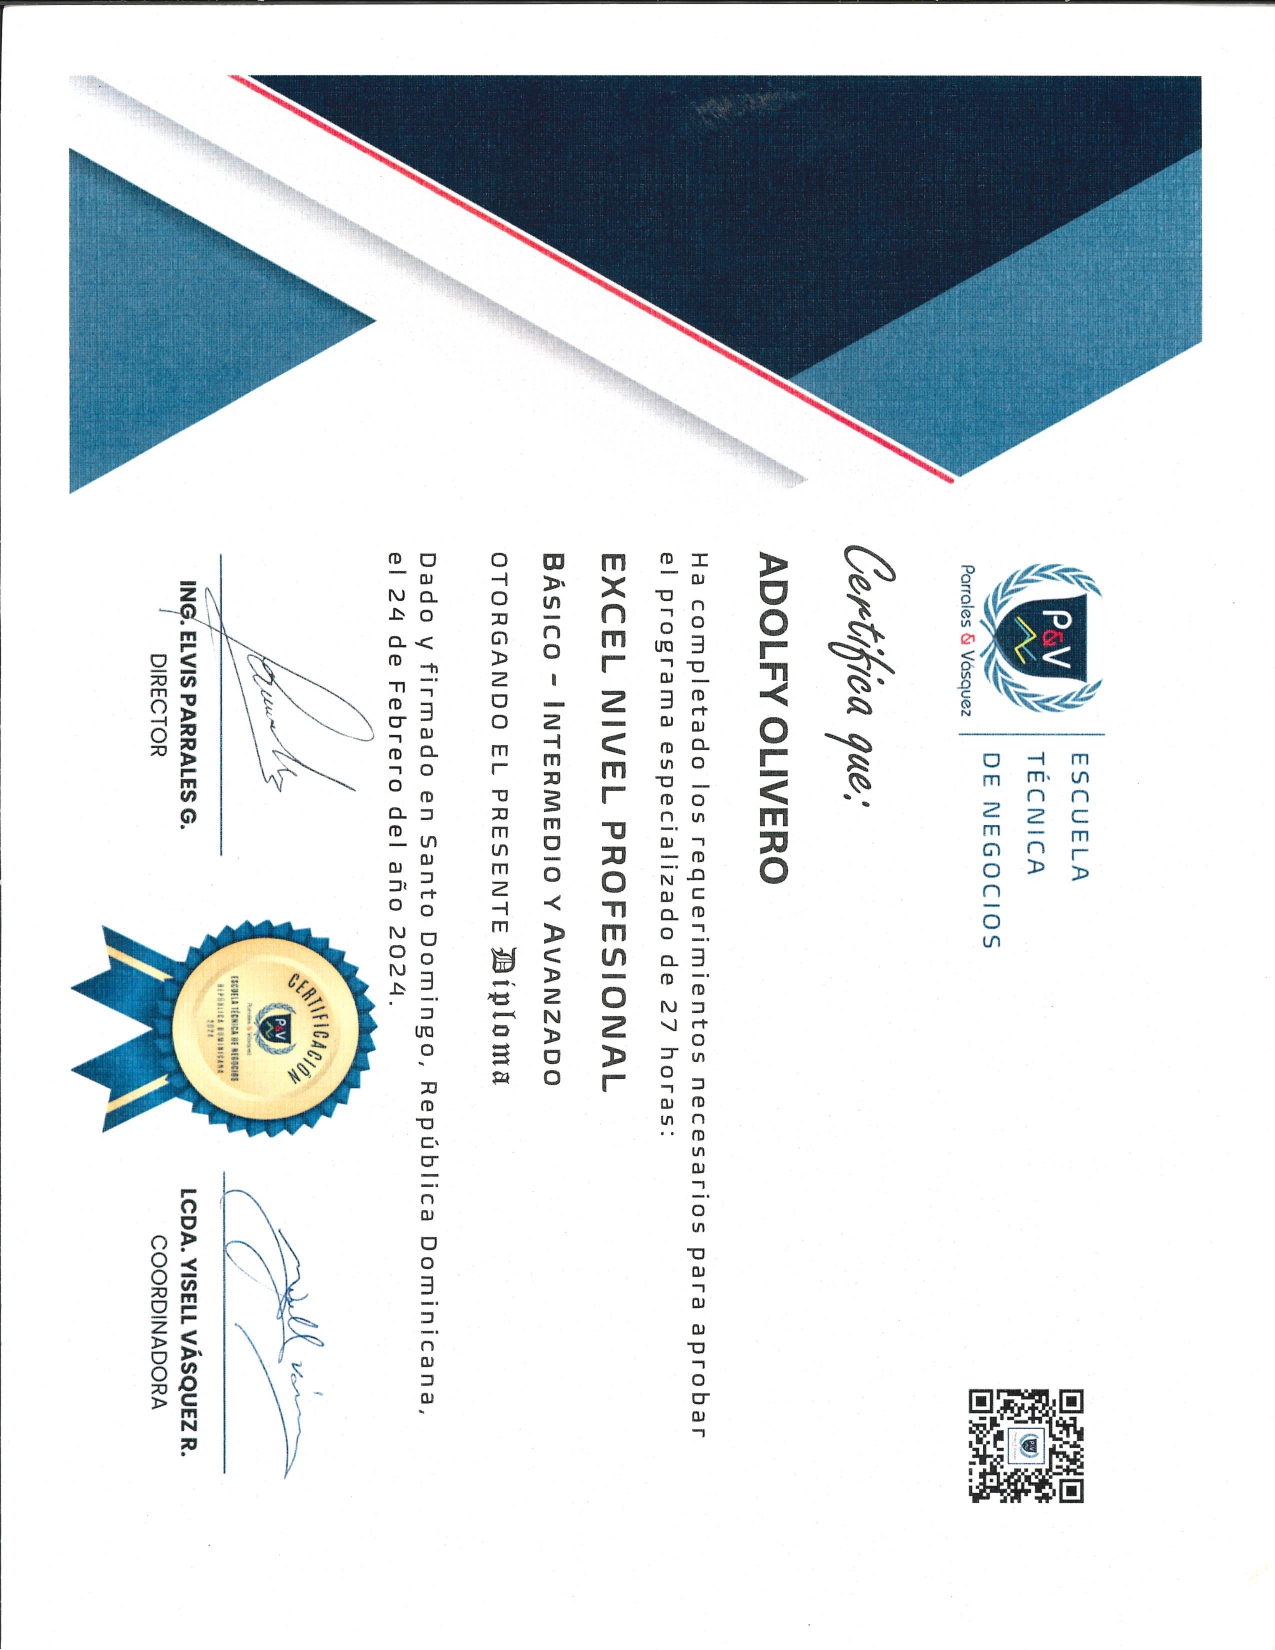 P&V
Parrales & Vásquez
ESCUELA
TÉCNICA
DE NEGOCIOS
Certifica que:
ADOLFY OLIVERO
Ha completado los requerimientos necesarios para aprobar
el programa especializado de 27 horas:
EXCEL NIVEL PROFESIONAL
BÁSICO - INTERMEDIO Y AVANZADO
OTORGANDO EL PRESENTE Diploma
Dado y firmado en Santo Domingo, República Dominicana,
el 24 de Febrero del año 2024.
ING. ELVIS PARRALES G.
DIRECTOR
CERTIFICACIÓN
P&V
Parrales & Vásquez
ESCUELA TÉCNICA DE NEGOCIOS
REPÚBLICA DOMINICANA
2024
LCDA. YISELL VÁSQUEZ R.
COORDINADORA